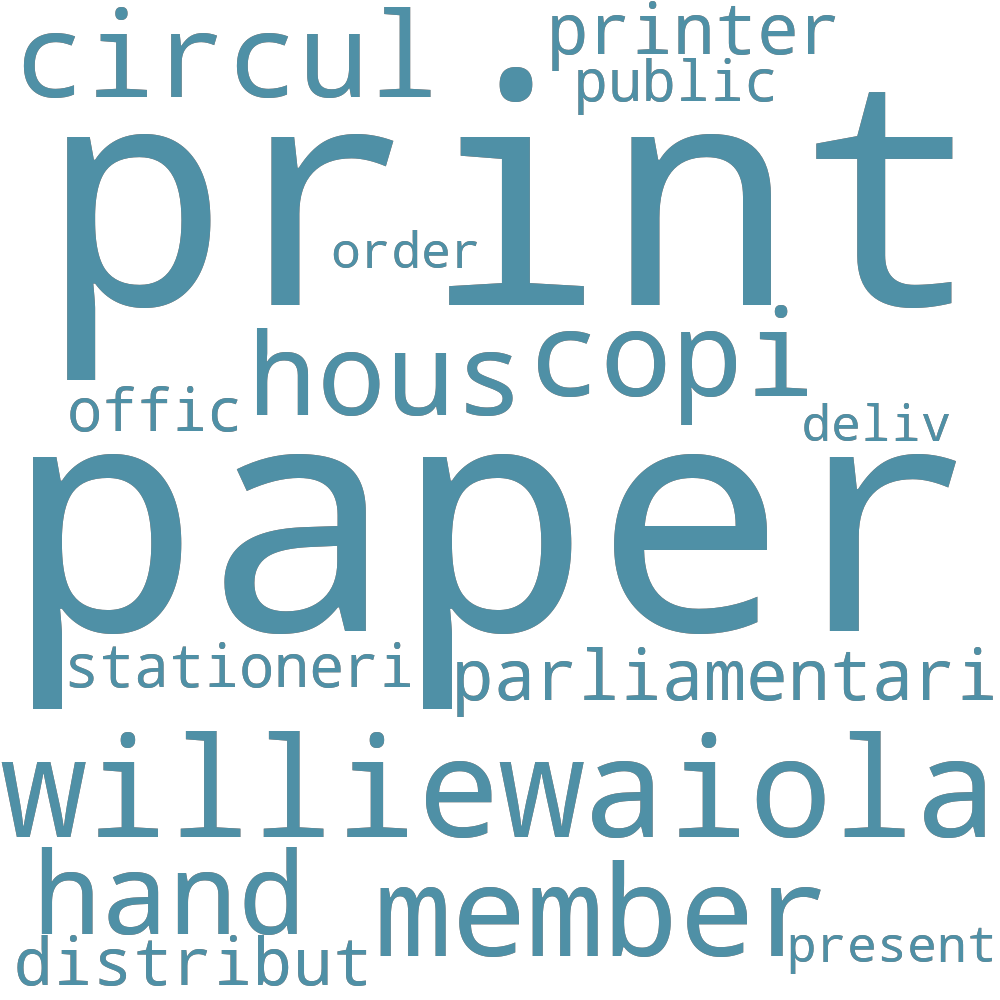 circul printer
public
print
order
hous copi
offic deliv
paper
stationeri parliamentari
williewaiola
hand member
distribut present